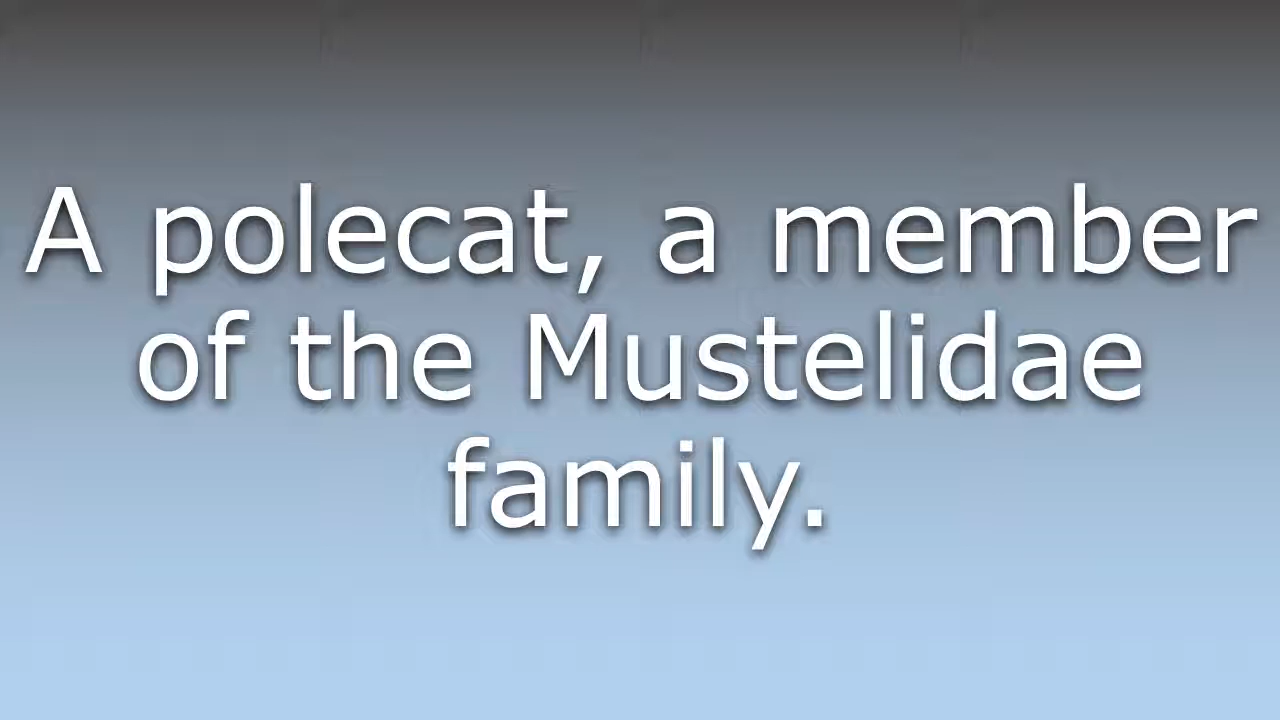 A polecat, a member
of the Mustelidae
family.